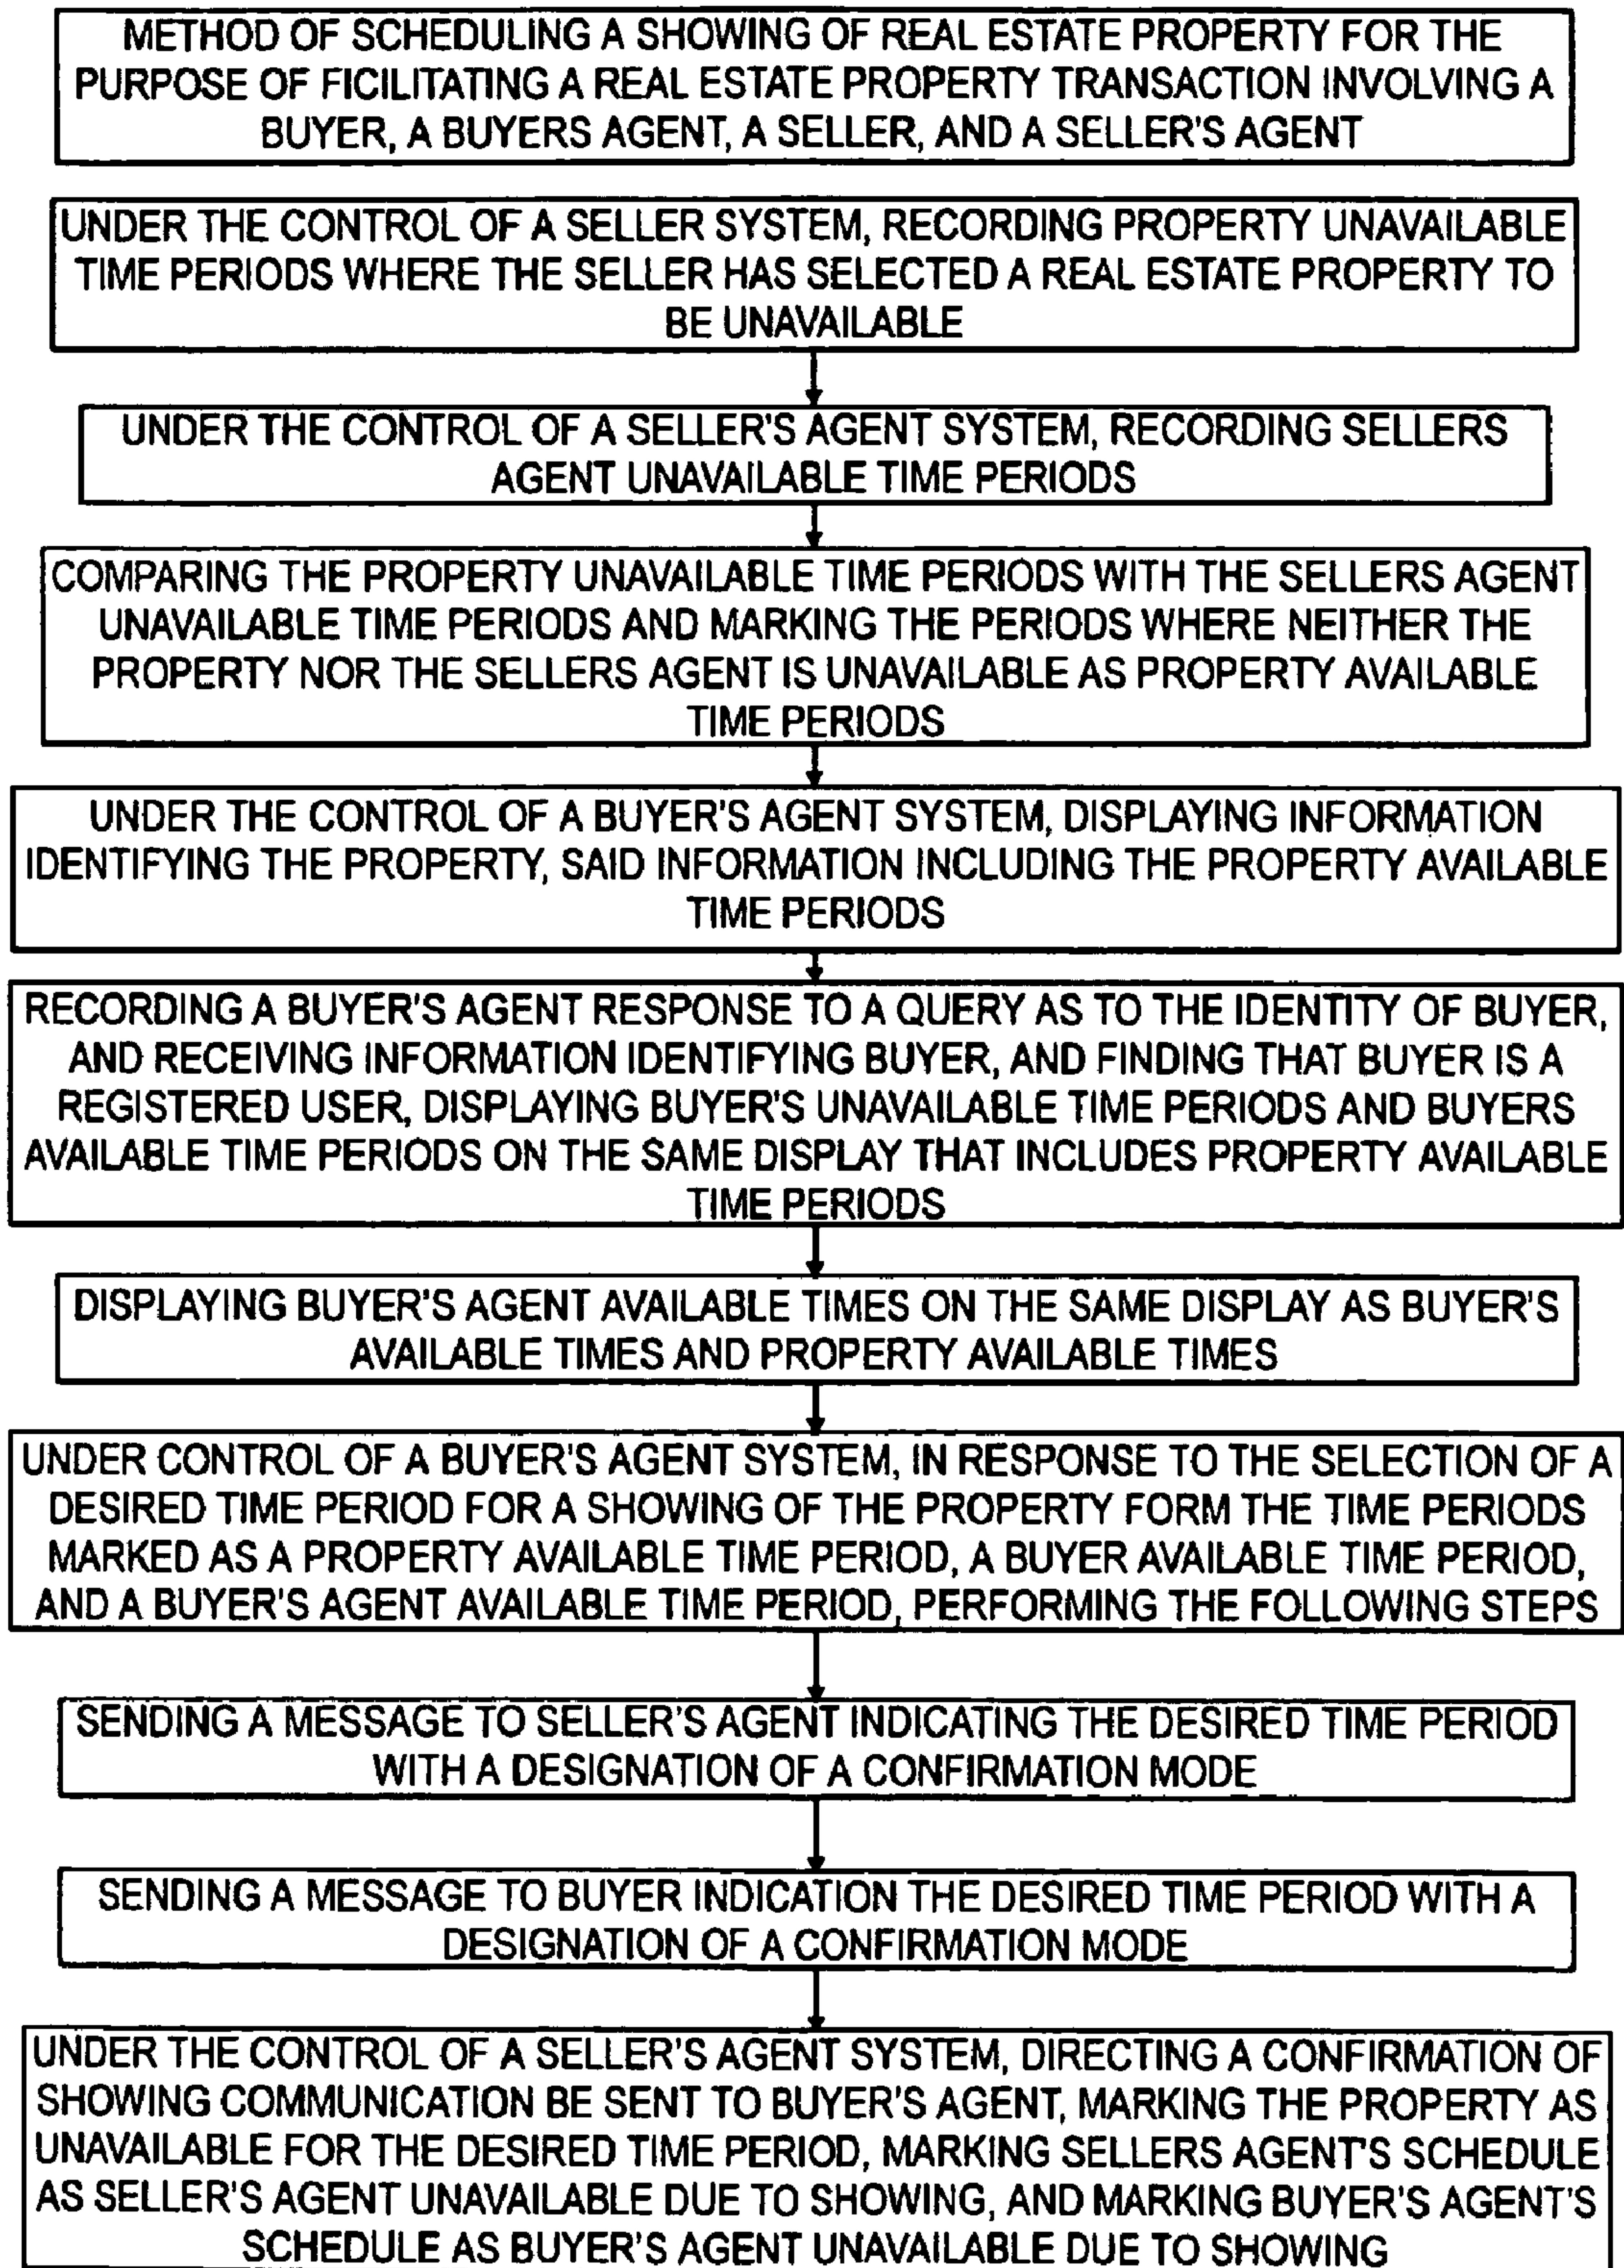 METHOD OF SCHEDULING A SHOWING OF REAL ESTATE PROPERTY FOR THE
PURPOSE OF FICILITATING A REAL ESTATE PROPERTY TRANSACTION INVOLVING A
BUYER, A BUYERS AGENT, A SELLER, AND A SELLER'S AGENT
UNDER THE CONTROL OF A SELLER SYSTEM, RECORDING PROPERTY UNAVAILABLE
TIME PERIODS WHERE THE SELLER HAS SELECTED A REAL ESTATE PROPERTY TO
BE UNAVAILABLE
UNDER THE CONTROL OF A SELLER'S AGENT SYSTEM, RECORDING SELLERS
AGENT UNAVAILABLE TIME PERIODS
COMPARING THE PROPERTY UNAVAILABLE TIME PERIODS WITH THE SELLERS AGENT
UNAVAILABLE TIME PERIODS AND MARKING THE PERIODS WHERE NEITHER THE
PROPERTY NOR THE SELLERS AGENT IS UNAVAILABLE AS PROPERTY AVAILABLE
TIME PERIODS
UNDER THE CONTROL OF A BUYER'S AGENT SYSTEM, DISPLAYING INFORMATION
IDENTIFYING THE PROPERTY, SAID INFORMATION INCLUDING THE PROPERTY AVAILABLE
TIME PERIODS
RECORDING A BUYER'S AGENT RESPONSE TO A QUERY AS TO THE IDENTITY OF BUYER,
AND RECEIVING INFORMATION IDENTIFYING BUYER, AND FINDING THAT BUYER IS A
REGISTERED USER, DISPLAYING BUYER'S UNAVAILABLE TIME PERIODS AND BUYERS
AVAILABLE TIME PERIODS ON THE SAME DISPLAY THAT INCLUDES PROPERTY AVAILABLE
TIME PERIODS
DISPLAYING BUYER'S AGENT AVAILABLE TIMES ON THE SAME DISPLAY AS BUYER'S
AVAILABLE TIMES AND PROPERTY AVAILABLE TIMES
UNDER CONTROL OF A BUYER'S AGENT SYSTEM, IN RESPONSE TO THE SELECTION OF A
DESIRED TIME PERIOD FOR A SHOWING OF THE PROPERTY FORM THE TIME PERIODS
MARKED AS A PROPERTY AVAILABLE TIME PERIOD, A BUYER AVAILABLE TIME PERIOD,
AND A BUYER'S AGENT AVAILABLE TIME PERIOD, PERFORMING THE FOLLOWING STEPS
SENDING A MESSAGE TO SELLER'S AGENT INDICATING THE DESIRED TIME PERIOD
WITH A DESIGNATION OF A CONFIRMATION MODE
SENDING A MESSAGE TO BUYER INDICATION THE DESIRED TIME PERIOD WITH A
DESIGNATION OF A CONFIRMATION MODE
UNDER THE CONTROL OF A SELLER'S AGENT SYSTEM, DIRECTING A CONFIRMATION OF
SHOWING COMMUNICATION BE SENT TO BUYER'S AGENT, MARKING THE PROPERTY AS
UNAVAILABLE FOR THE DESIRED TIME PERIOD, MARKING SELLERS AGENT'S SCHEDULE
AS SELLER'S AGENT UNAVAILABLE DUE TO SHOWING, AND MARKING BUYER'S AGENT'S
SCHEDULE AS BUYER'S AGENT UNAVAILABLE DUE TO SHOWING